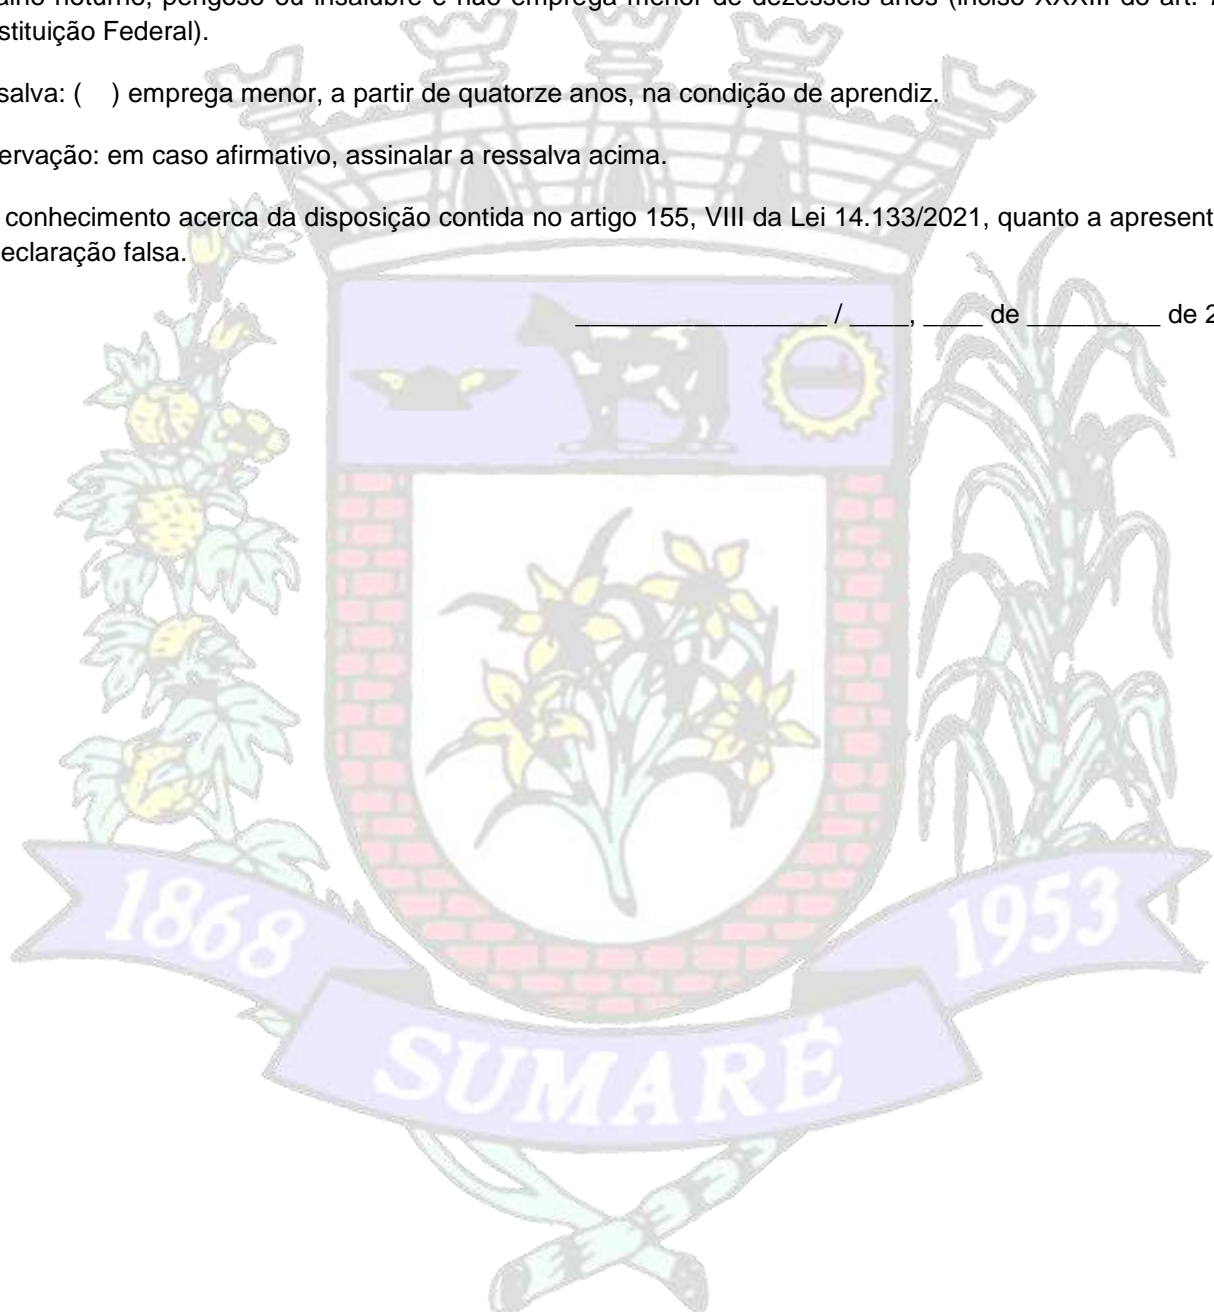 noturno, perigoso ou insalubre e não emprega menor de dezesseis anos (inciso XXXIII do art.
stituição Federal).
salva: ( ) emprega menor, a partir de quatorze anos, na condição de aprendiz.
ervação: em caso afirmativo, assinalar a ressalva acima.
conhecimento acerca da disposição contida no artigo 155, VIII da Lei 14.133/2021, quanto a apresent
eclaração falsa.
_________________ / ____, ____ de _________ de 2
1868
1953
SUMARÉ